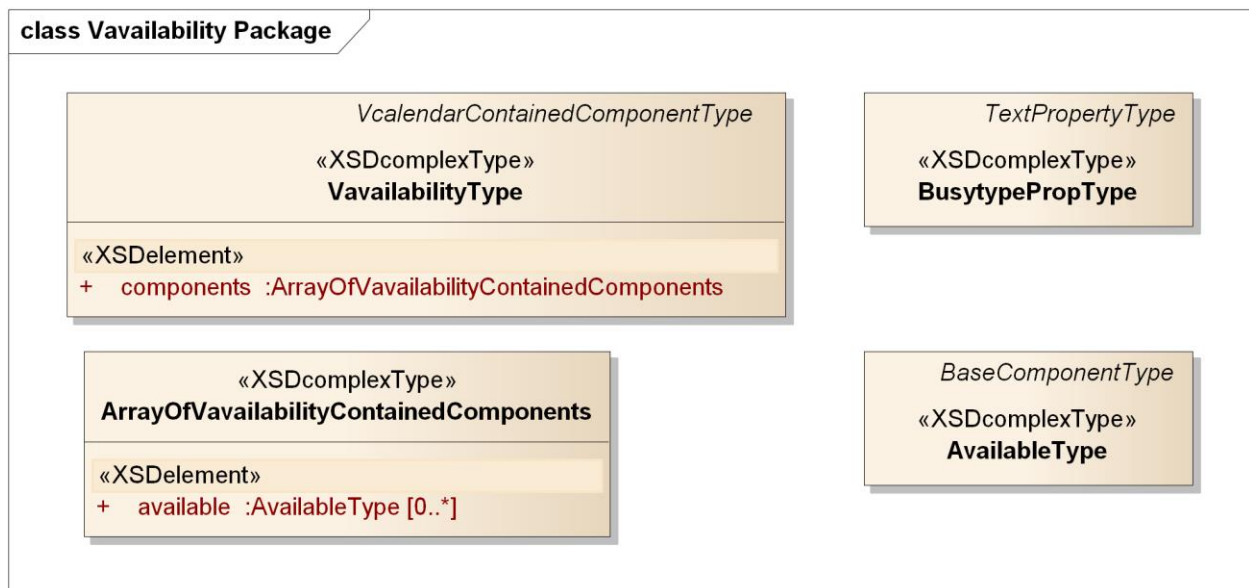 class Vavailability Package
VcalendarContainedComponentType
«XSDcomplexType»
VavailabilityType
«XSDelement»
+ components :ArrayOfVavailabilityContainedComponents
TextPropertyType
«XSDcomplexType»
BusytypePropType
«XSDcomplexType»
ArrayOfVavailabilityContainedComponents
«XSDelement»
+ available :AvailableType [0..*]
BaseComponentType
«XSDcomplexType»
AvailableType